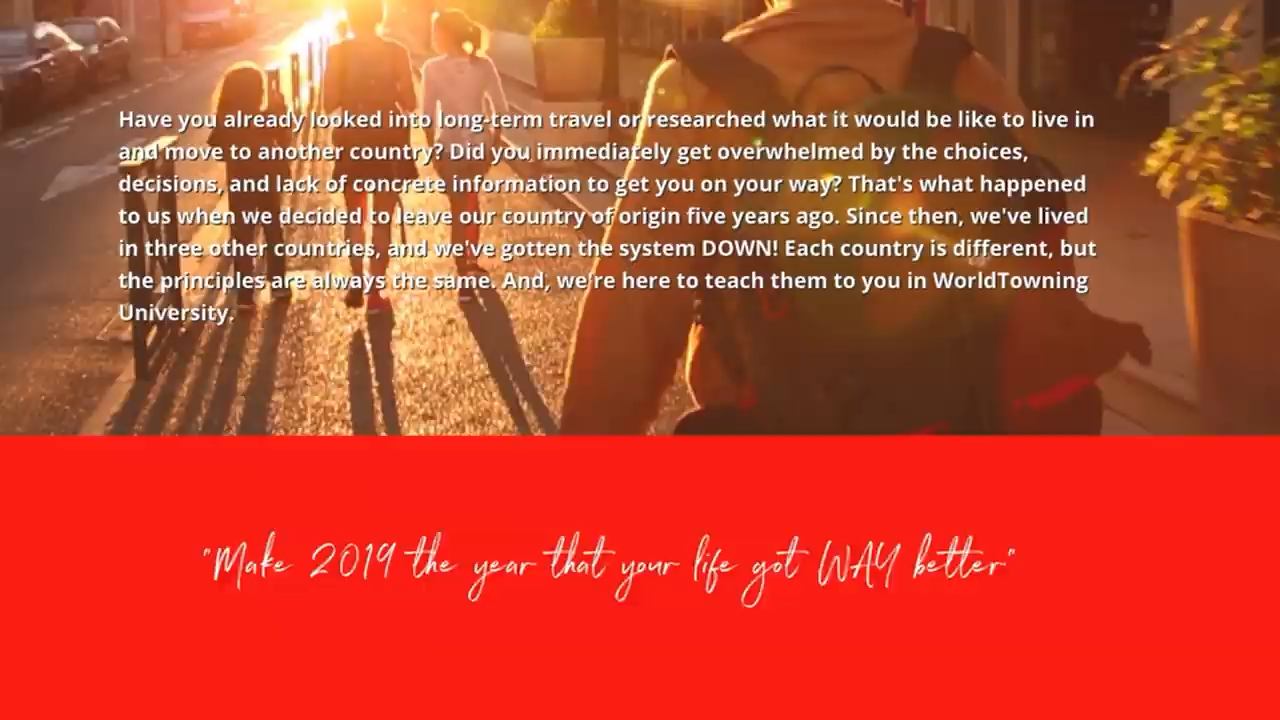 Have you already looked into long-term travel or researched what it would be like to live in
and move to another country? Did you immediately get overwhelmed by the choices,
decisions, and lack of concrete information to get you on your way? That's what happened
to us when we decided to leave our country of origin five years ago. Since then, we've lived
in three other countries, and we've gotten the system DOWN! Each country is different, but
the principles are always the same. And, we're here to teach them to you in WorldTowning
University.
"Make 2019 the year that your life got WAY better"